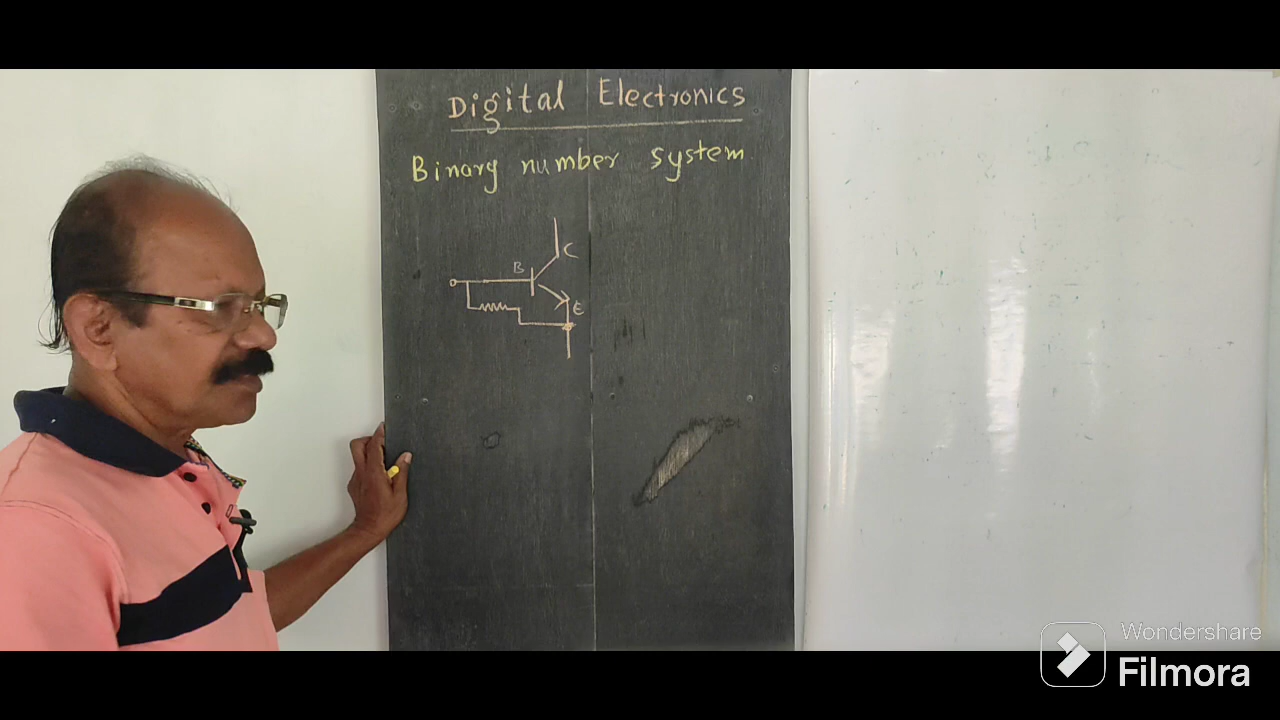 Digital Electronics
Binary number system
C
B
E
Wondershare
Filmora